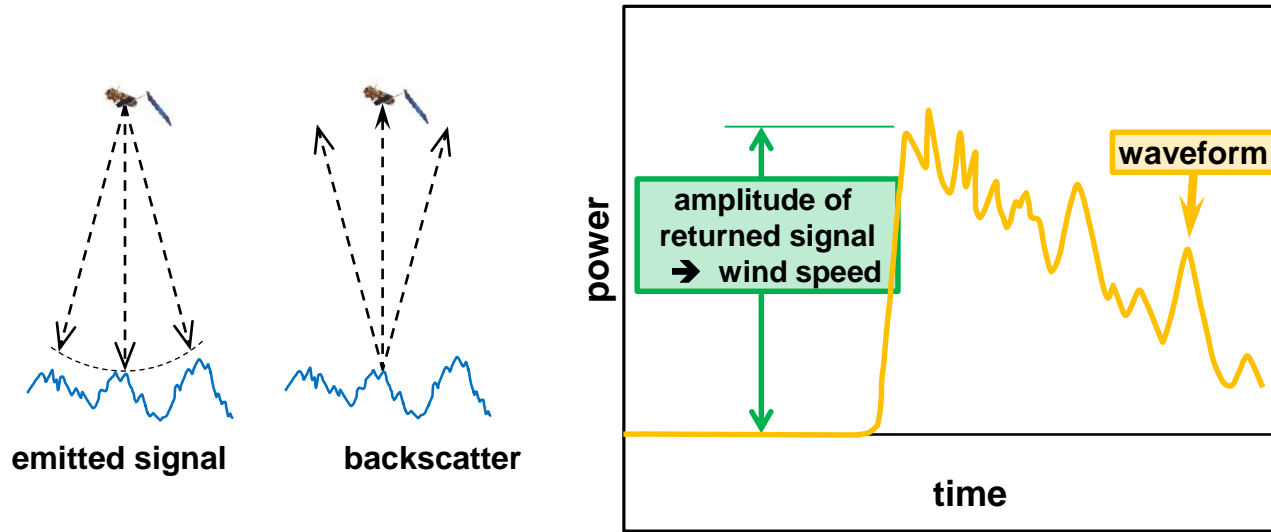 emitted signal
backscatter
power
amplitude of
returned signal
➔ wind speed
waveform
time